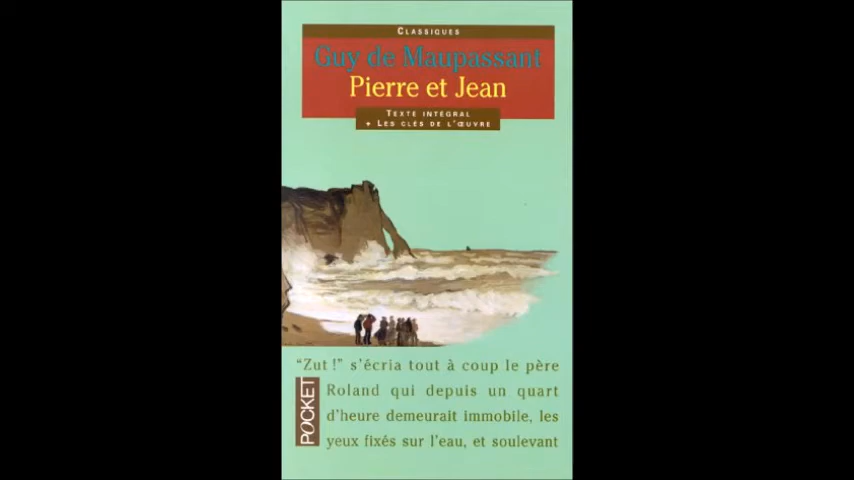 CLASSIQUES
Guy de Maupassant
Pierre et Jean
TEXTE INTÉGRAL
+ LES CLÉS DE L'ŒUVRE
"Zut !" s'écria tout à coup le père
Roland qui depuis un quart
d'heure demeurait immobile, les
yeux fixés sur l'eau, et soulevant
POCKET